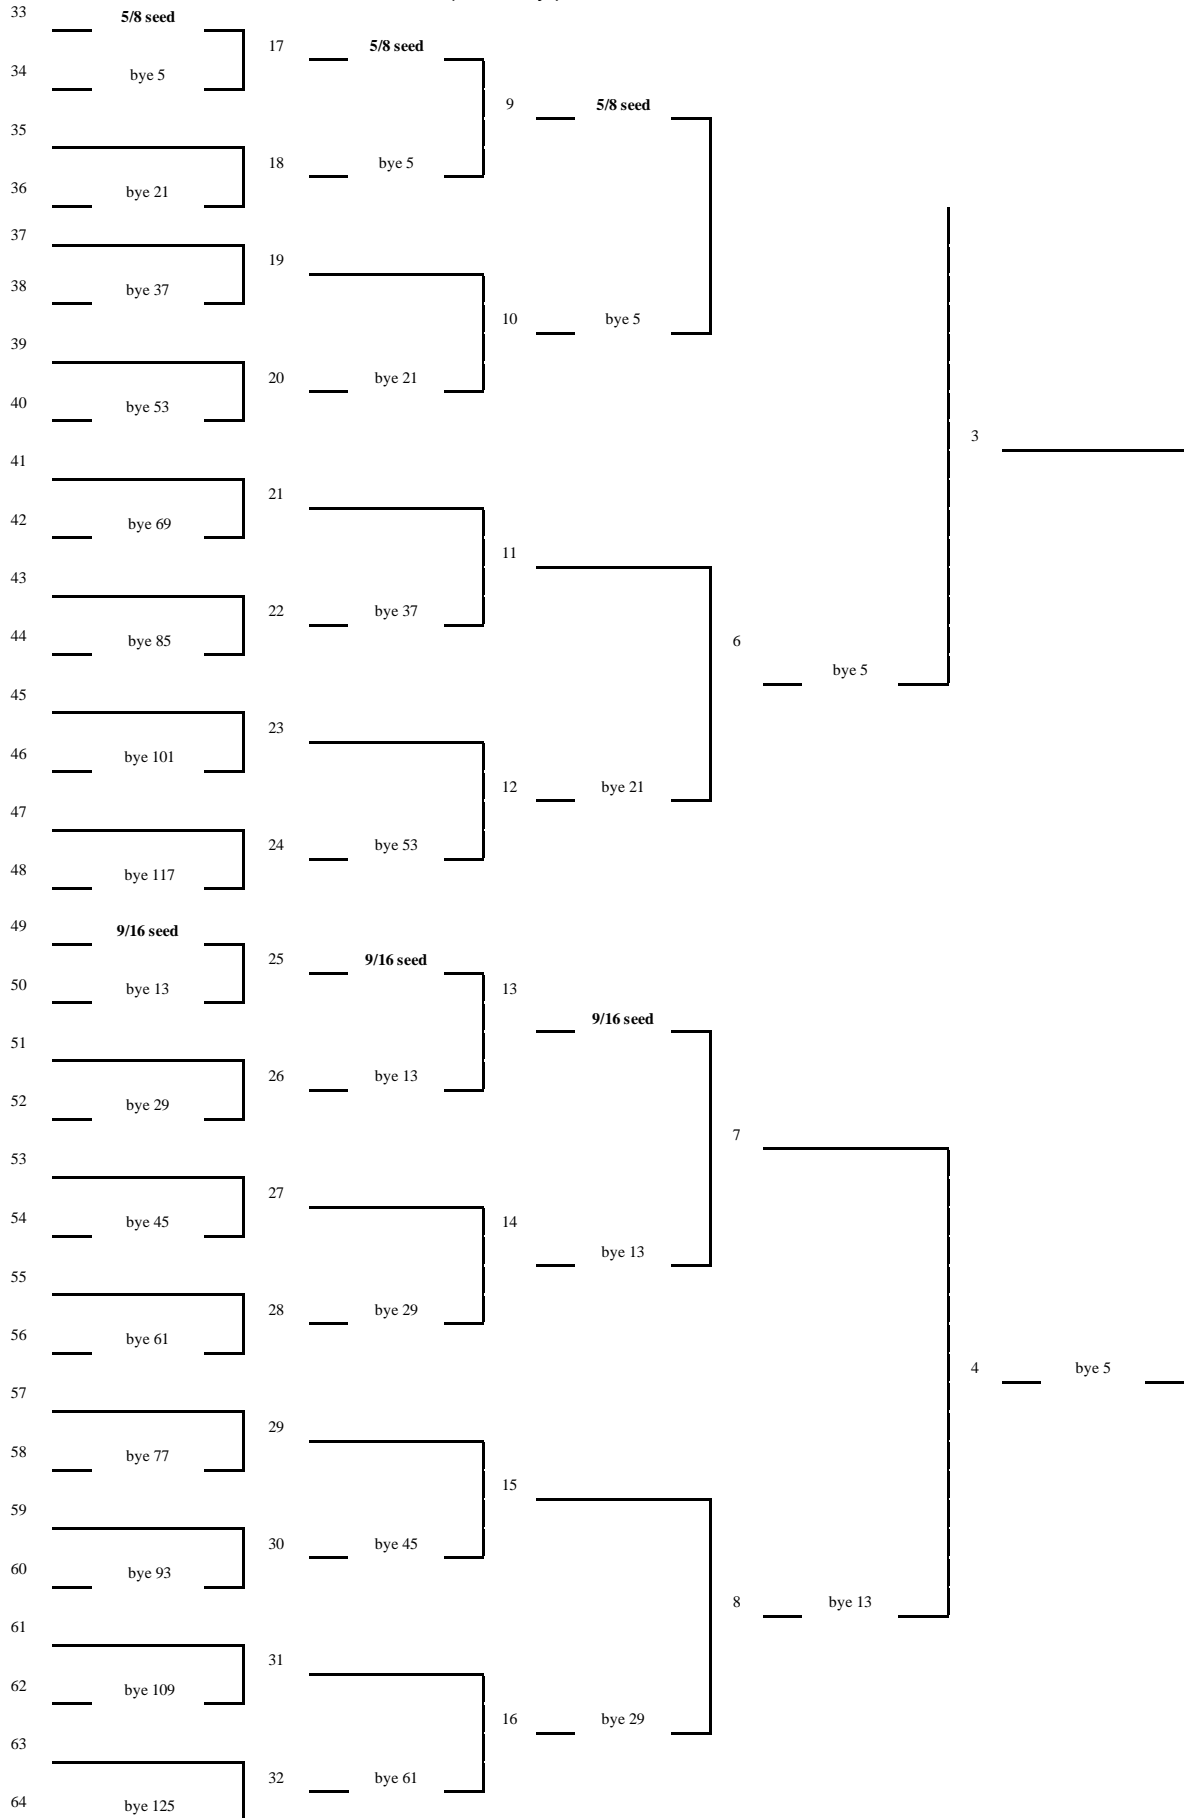 33 5/8 seed
17 5/8 seed
34 bye 5
9 5/8 seed
35
18 bye 5
36 bye 21
37
19
38 bye 37
10 bye 5
39
20 bye 21
40 bye 53
3
41
21
42 bye 69
11
43
22 bye 37
44 bye 85
6 bye 5
45
23
46 bye 101
12 bye 21
47
24 bye 53
48 bye 117
49 9/16 seed
25 9/16 seed
50 bye 13
13 9/16 seed
51
26 bye 13
52 bye 29
7
53
27
54 bye 45
14 bye 13
55
28 bye 29
56 bye 61
4 bye 5
57
29
58 bye 77
15
59
30 bye 45
60 bye 93
8 bye 13
61
31
62 bye 109
16 bye 29
63
32 bye 61
64 bye 125